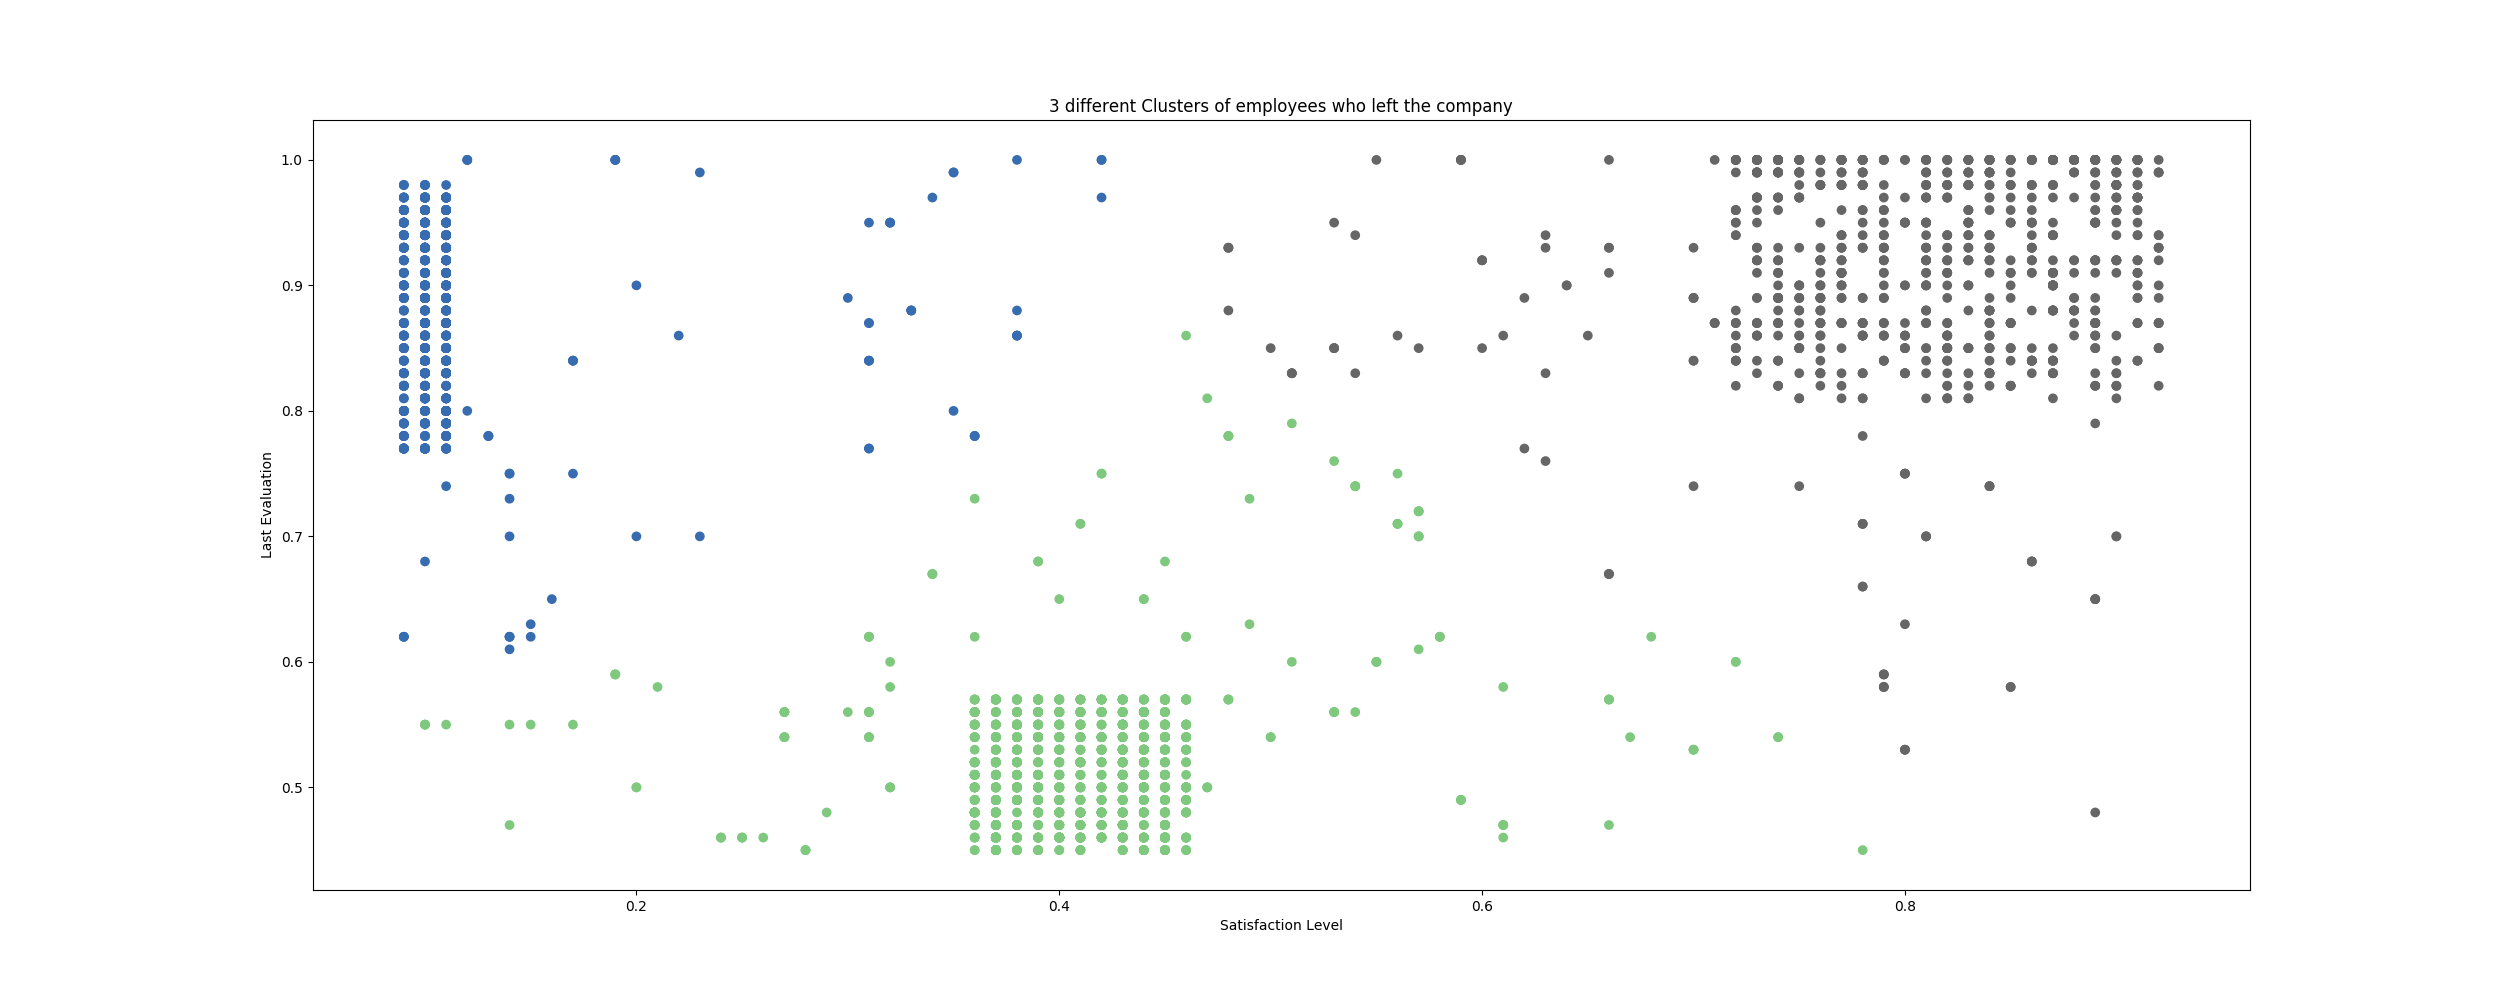 3 different Clusters of employees who left the company
1.0
0.9
0.8
0.7
0.6
0.5
Last Evaluation
0.2 0.4 0.6 0.8
Satisfaction Level